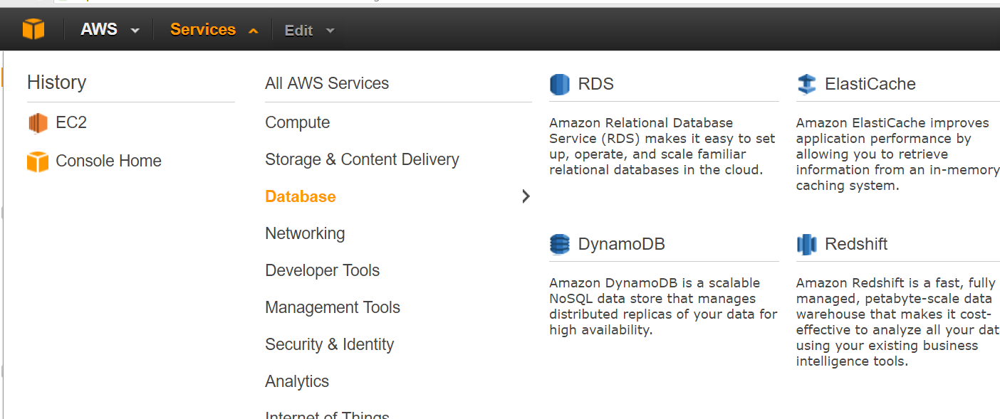 AWS
Services
Edit
History
EC2
Console Home
All AWS Services
Compute
Storage & Content Delivery
Database
Networking
Developer Tools
Management Tools
Security & Identity
Analytics
Internet of Things
RDS
Amazon Relational Database
Service (RDS) makes it easy to set
up, operate, and scale familiar
relational databases in the cloud.
ElastiCache
Amazon ElastiCache improves
application performance by
allowing you to retrieve
information from an in-memory
caching system.
DynamoDB
Amazon DynamoDB is a scalable
NoSQL data store that manages
distributed replicas of your data for
high availability.
Redshift
Amazon Redshift is a fast, fully
managed, petabyte-scale data
warehouse that makes it cost-
effective to analyze all your dat
using your existing business
intelligence tools.